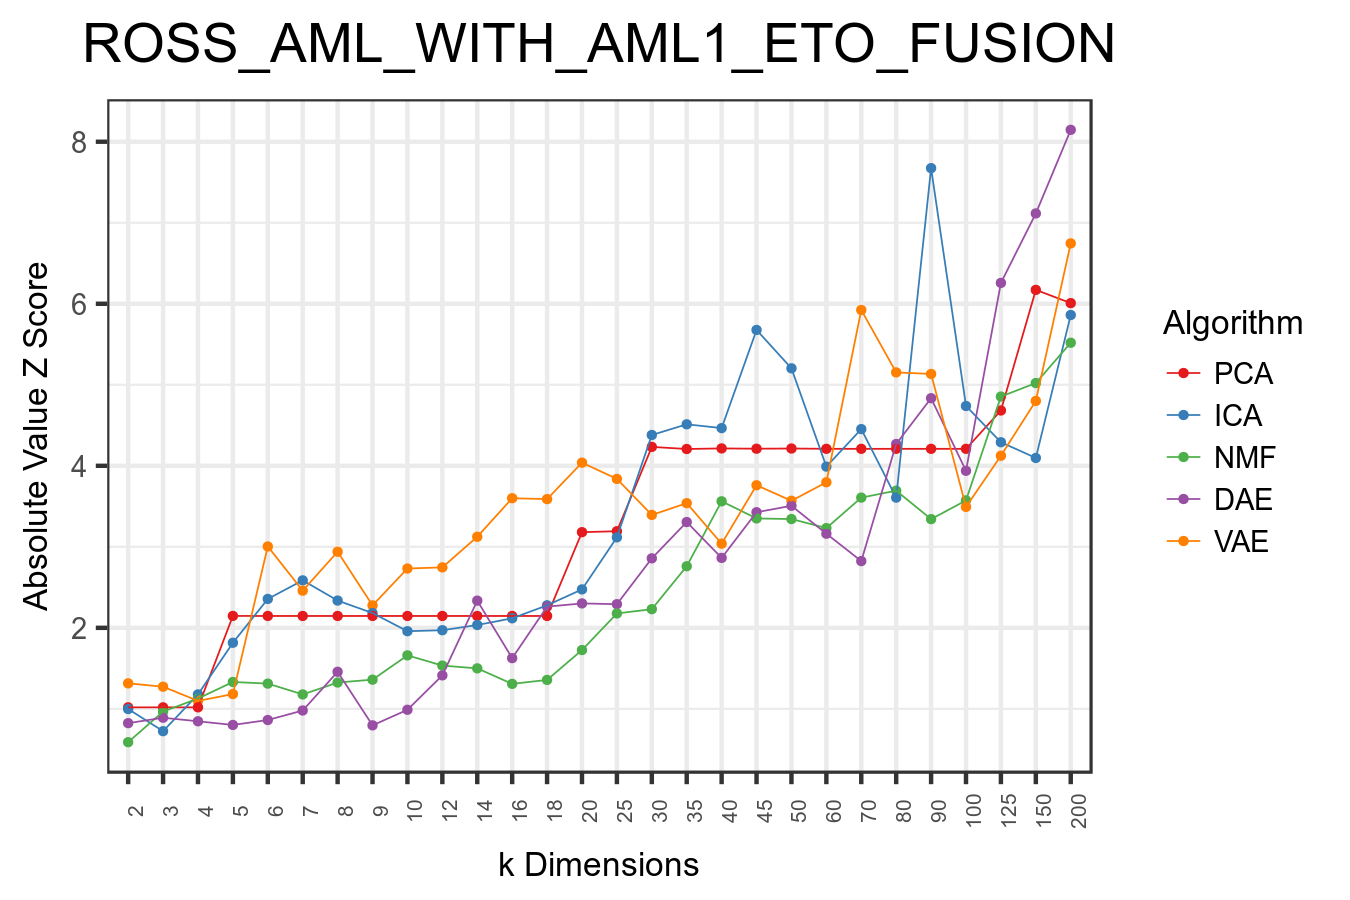 ROSS_AML_WITH_AML1_ETO_FUSION
Absolute Value Z Score
8
6
4
2
2 3 4 5 6 7 8 9 10 12 14 16 18 20 25 30 35 40 45 50 60 70 80 90 100 125 150 200
k Dimensions
Algorithm
PCA
ICA
NMF
DAE
VAE